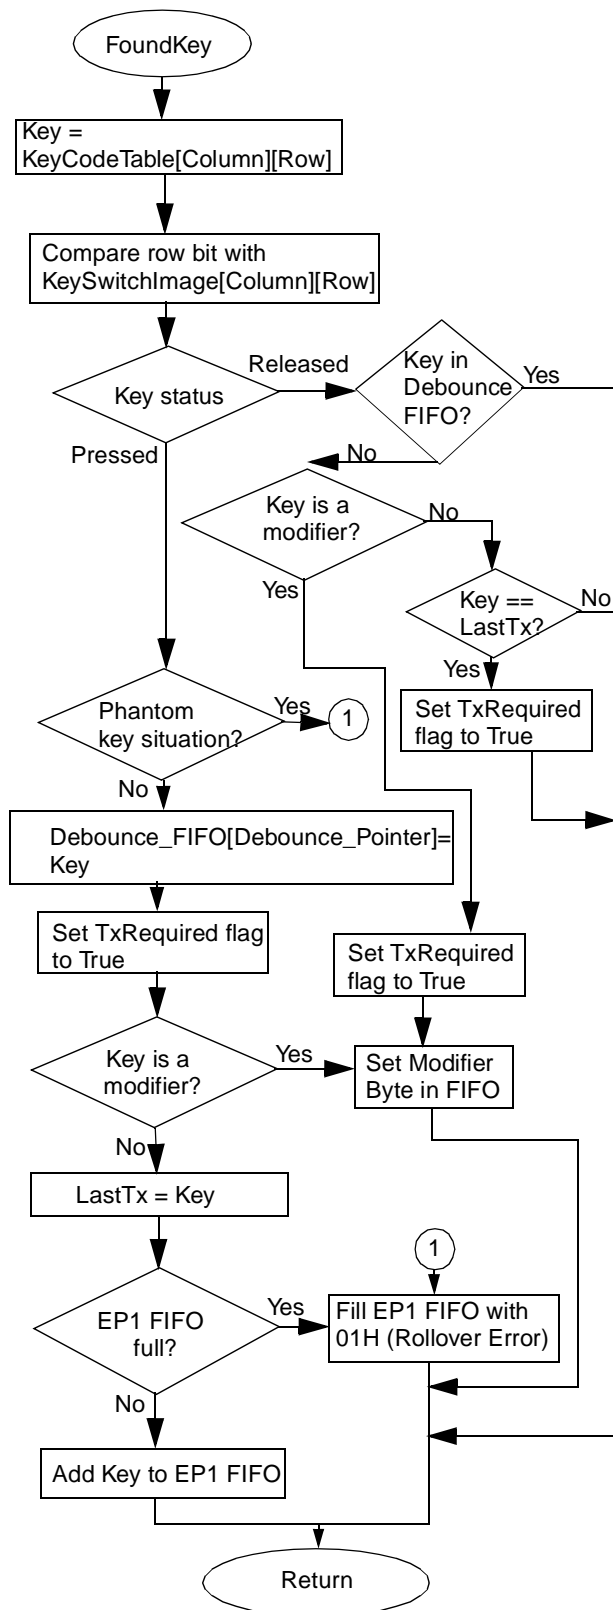 FoundKey
Key =
KeyCodeTable[Column][Row]
Compare row bit with
KeySwitchImage[Column][Row]
Key status
Released
Key in
Debounce
FIFO?
Yes
Pressed
No
Key is a
modifier?
No
Yes
Key ==
LastTx?
No
Yes
Set TxRequired
flag to True
Phantom
key situation?
Yes
1
No
Debounce_FIFO[Debounce_Pointer]=
Key
Set TxRequired flag
to True
Set TxRequired
flag to True
Key is a
modifier?
Yes
Set Modifier
Byte in FIFO
No
LastTx = Key
1
EP1 FIFO
full?
Yes
Fill EP1 FIFO with
01H (Rollover Error)
No
Add Key to EP1 FIFO
Return